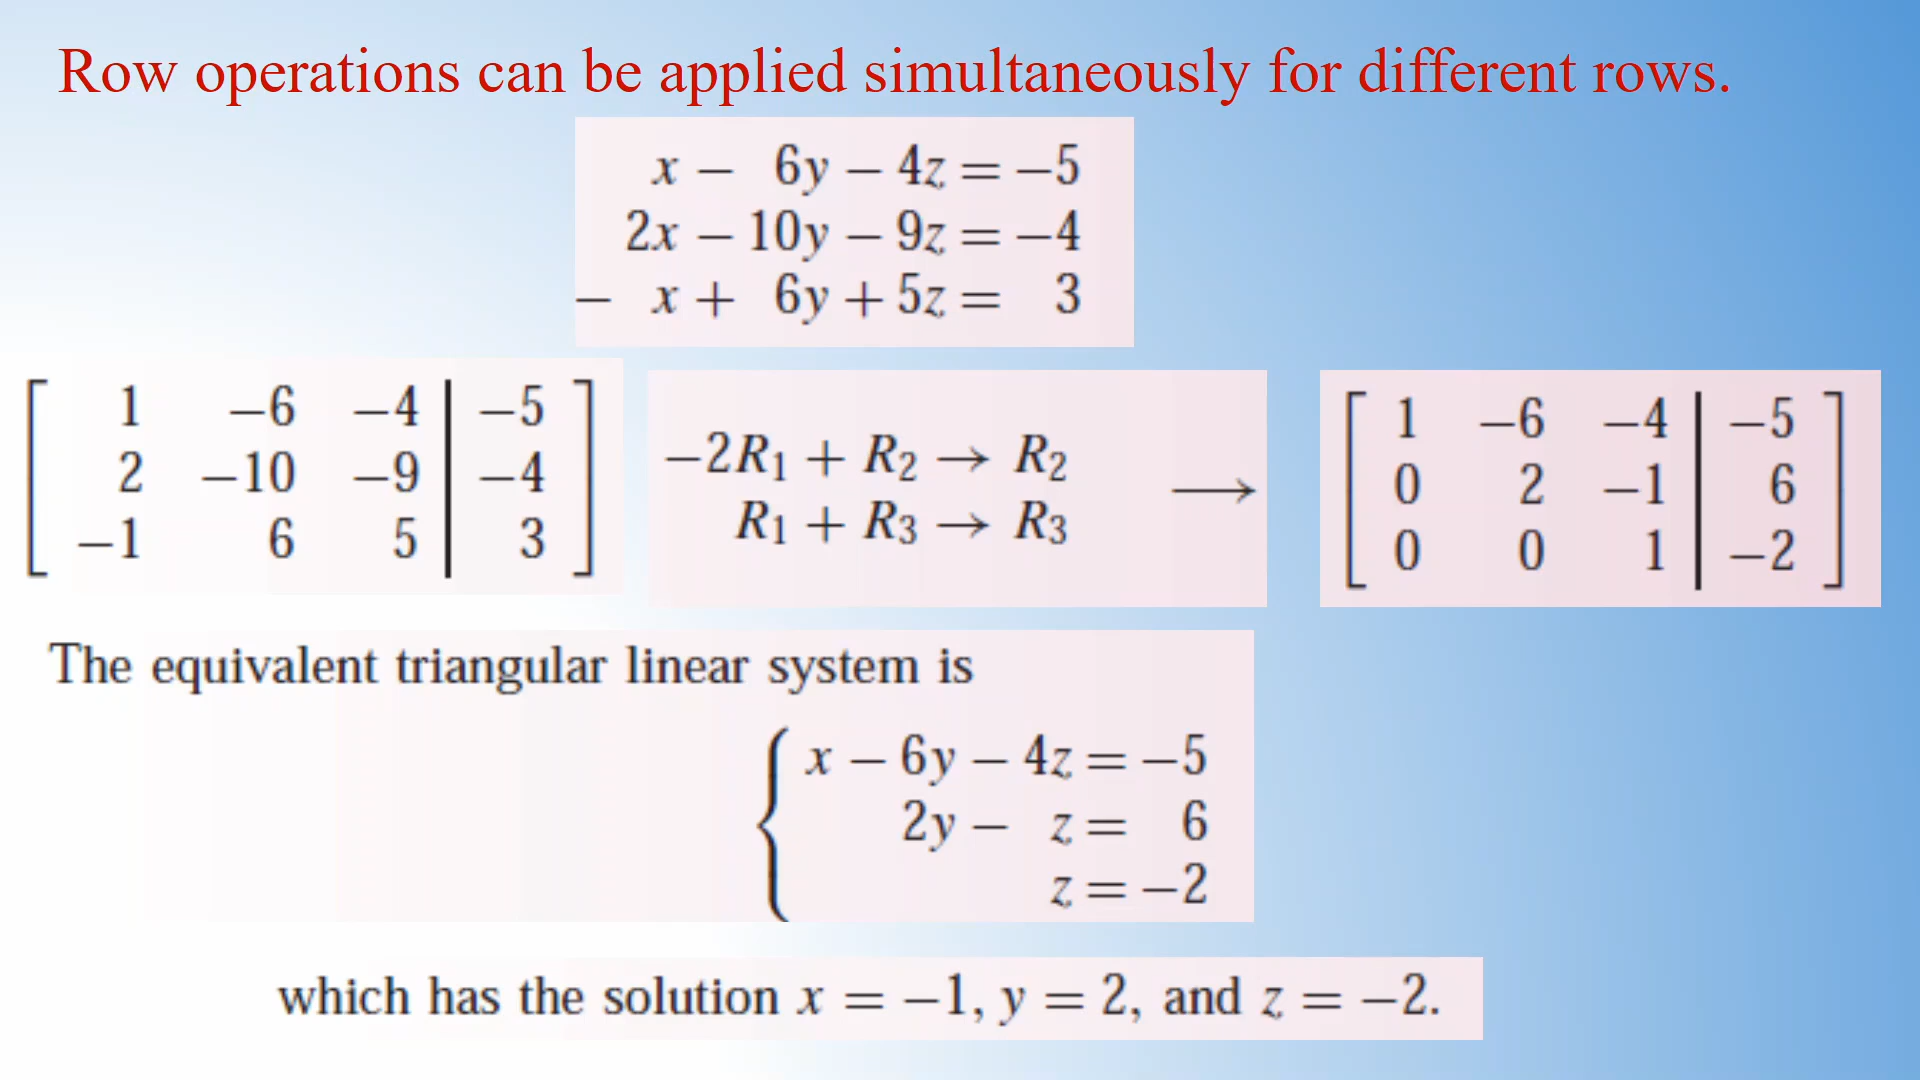 Row operations can be applied simultaneously for different rows.
x − 6y − 4z = −5
2x − 10y − 9z = −4
− x + 6y + 5z = 3
[ 1 −6 −4 | −5 ]
[ 2 −10 −9 | −4 ]
[ −1 6 5 | 3 ]
−2R₁ + R₂ → R₂
R₁ + R₃ → R₃
⟶
[ 1 −6 −4 | −5 ]
[ 0 2 −1 | 6 ]
[ 0 0 1 | −2 ]
The equivalent triangular linear system is
{ x − 6y − 4z = −5
2y − z = 6
z = −2
which has the solution x = −1, y = 2, and z = −2.